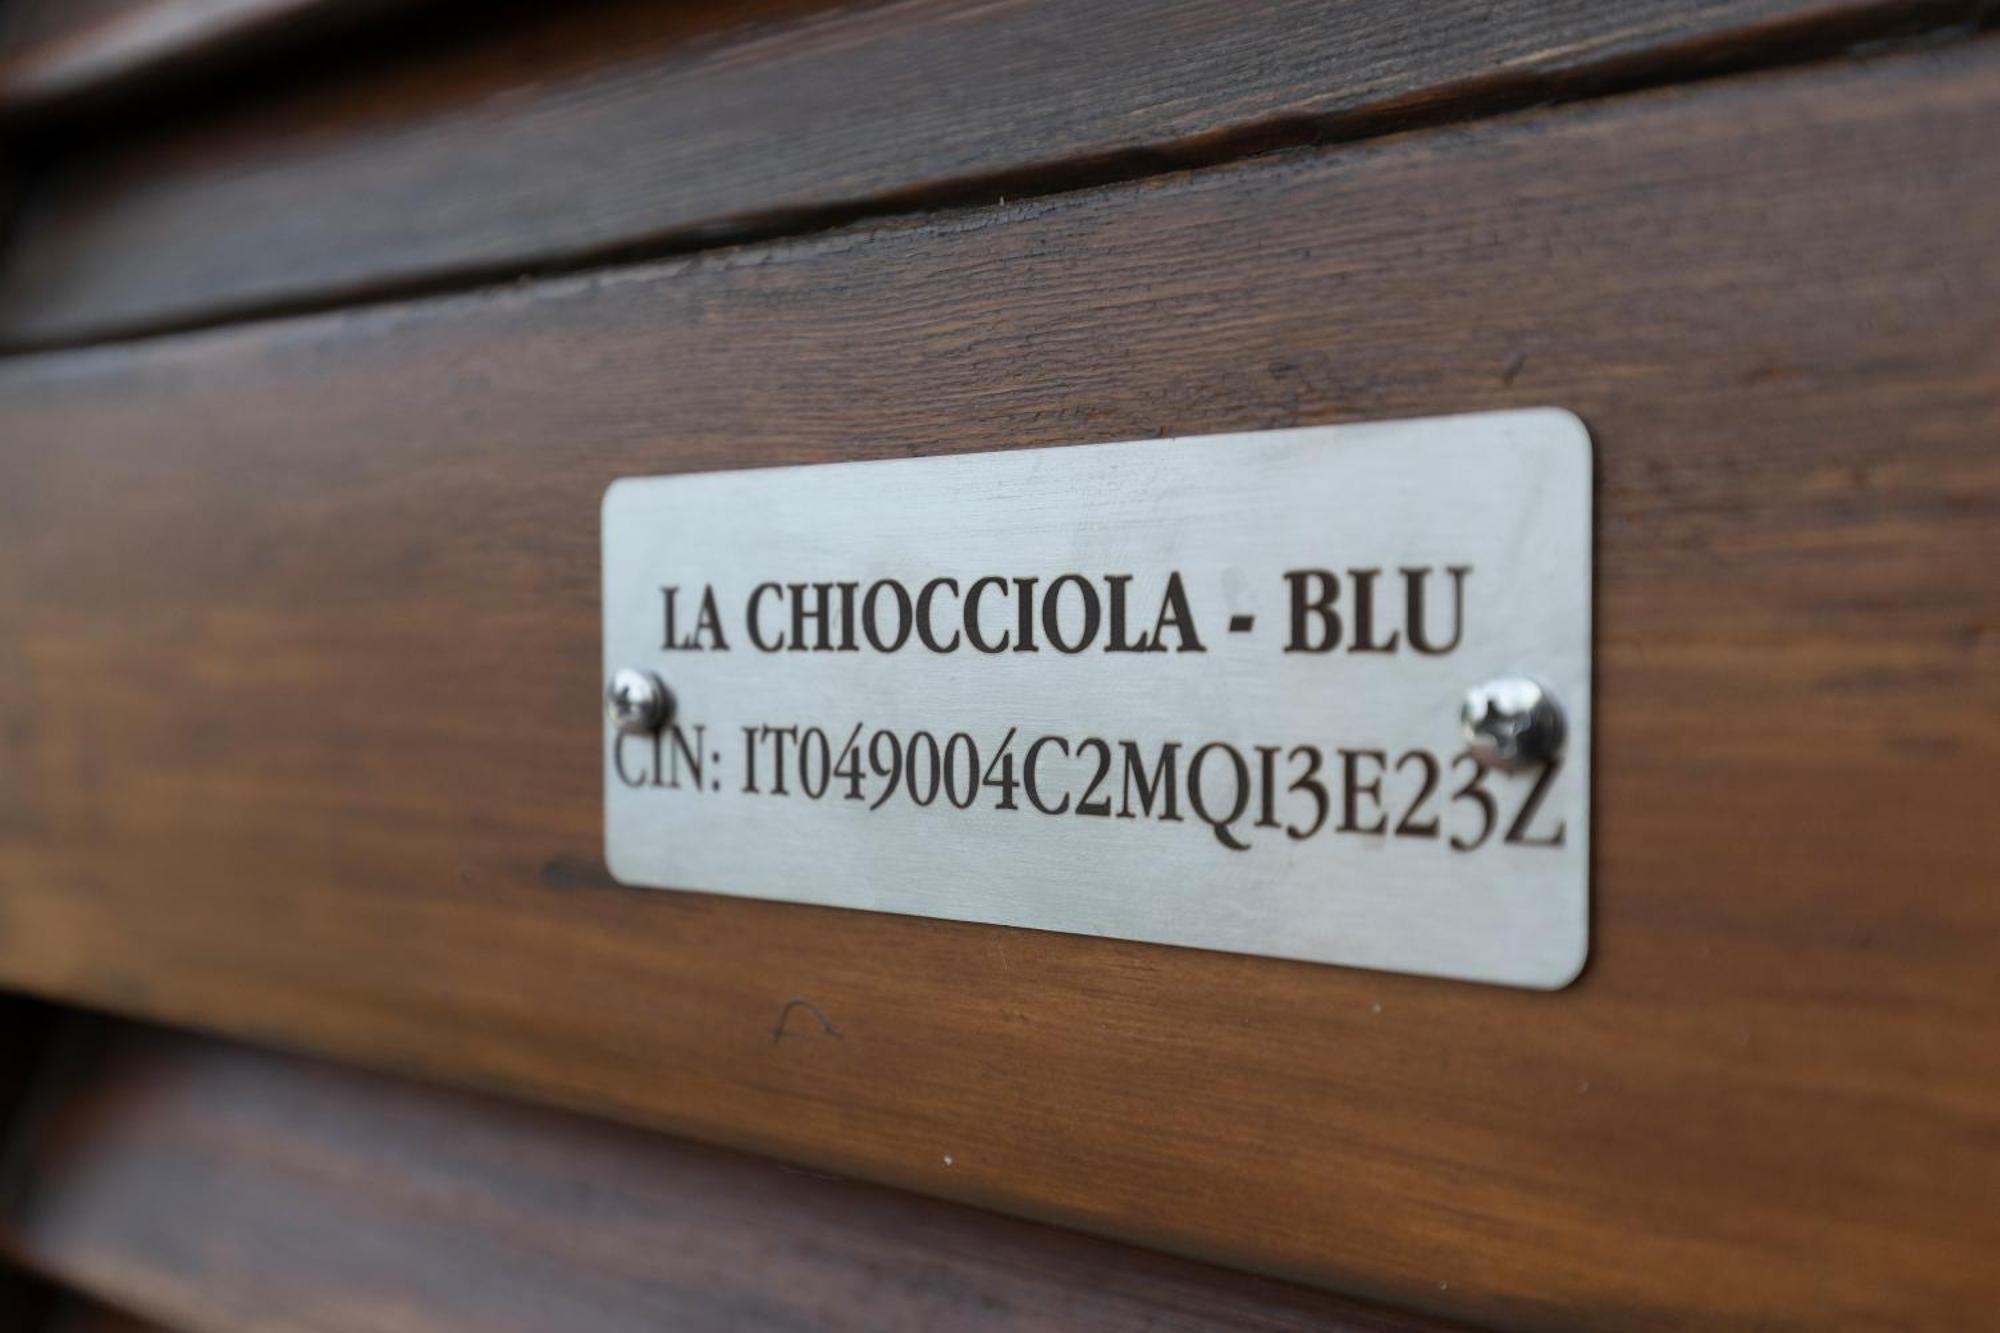 LA CHIOCCIOLA - BLU
CIN: IT049004C2MQI3E23Z